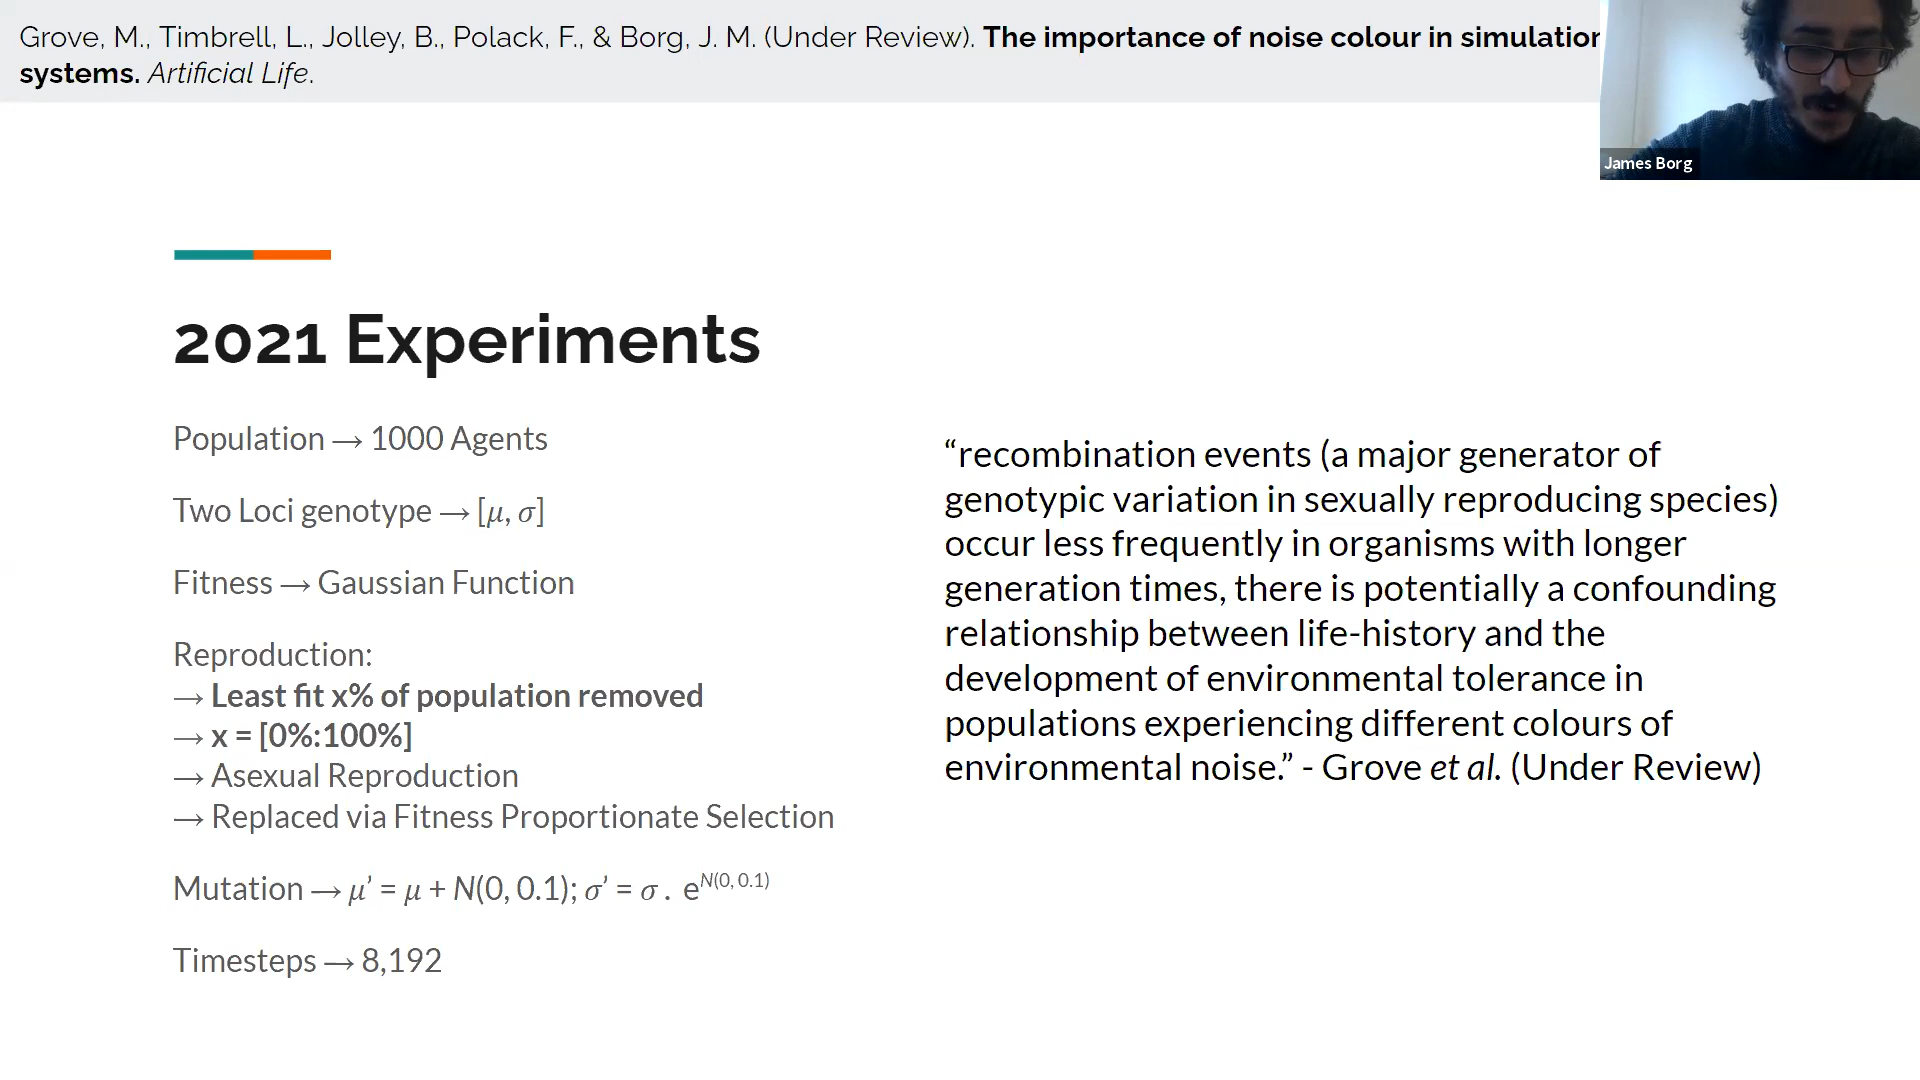 Grove, M., Timbrell, L., Jolley, B., Polack, F., & Borg, J. M. (Under Review). The importance of noise colour in simulation
systems. Artificial Life.
James Borg
2021 Experiments
Population → 1000 Agents
Two Loci genotype → [μ, σ]
Fitness → Gaussian Function
Reproduction:
→ Least fit x% of population removed
→ x = [0%:100%]
→ Asexual Reproduction
→ Replaced via Fitness Proportionate Selection
Mutation → μ’ = μ + N(0, 0.1); σ’ = σ . e^N(0, 0.1)
Timesteps → 8,192
“recombination events (a major generator of
genotypic variation in sexually reproducing species)
occur less frequently in organisms with longer
generation times, there is potentially a confounding
relationship between life-history and the
development of environmental tolerance in
populations experiencing different colours of
environmental noise.” - Grove et al. (Under Review)